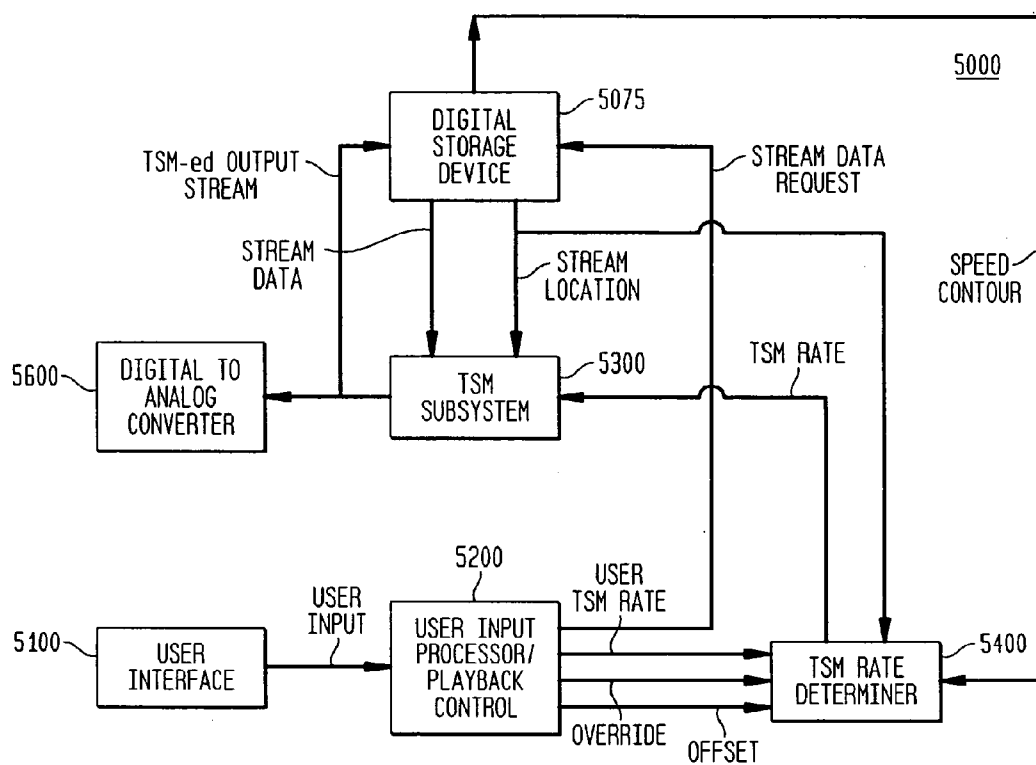 5000
5075
DIGITAL
STORAGE
DEVICE
TSM-ed OUTPUT
STREAM
STREAM DATA
REQUEST
STREAM
DATA
STREAM
LOCATION
SPEED
CONTOUR
5600
DIGITAL TO
ANALOG
CONVERTER
5300
TSM
SUBSYSTEM
TSM RATE
5200
USER
TSM RATE
USER
INPUT
5100
USER
INTERFACE
USER INPUT
PROCESSOR/
PLAYBACK
CONTROL
5400
TSM RATE
DETERMINER
OVERRIDE
OFFSET